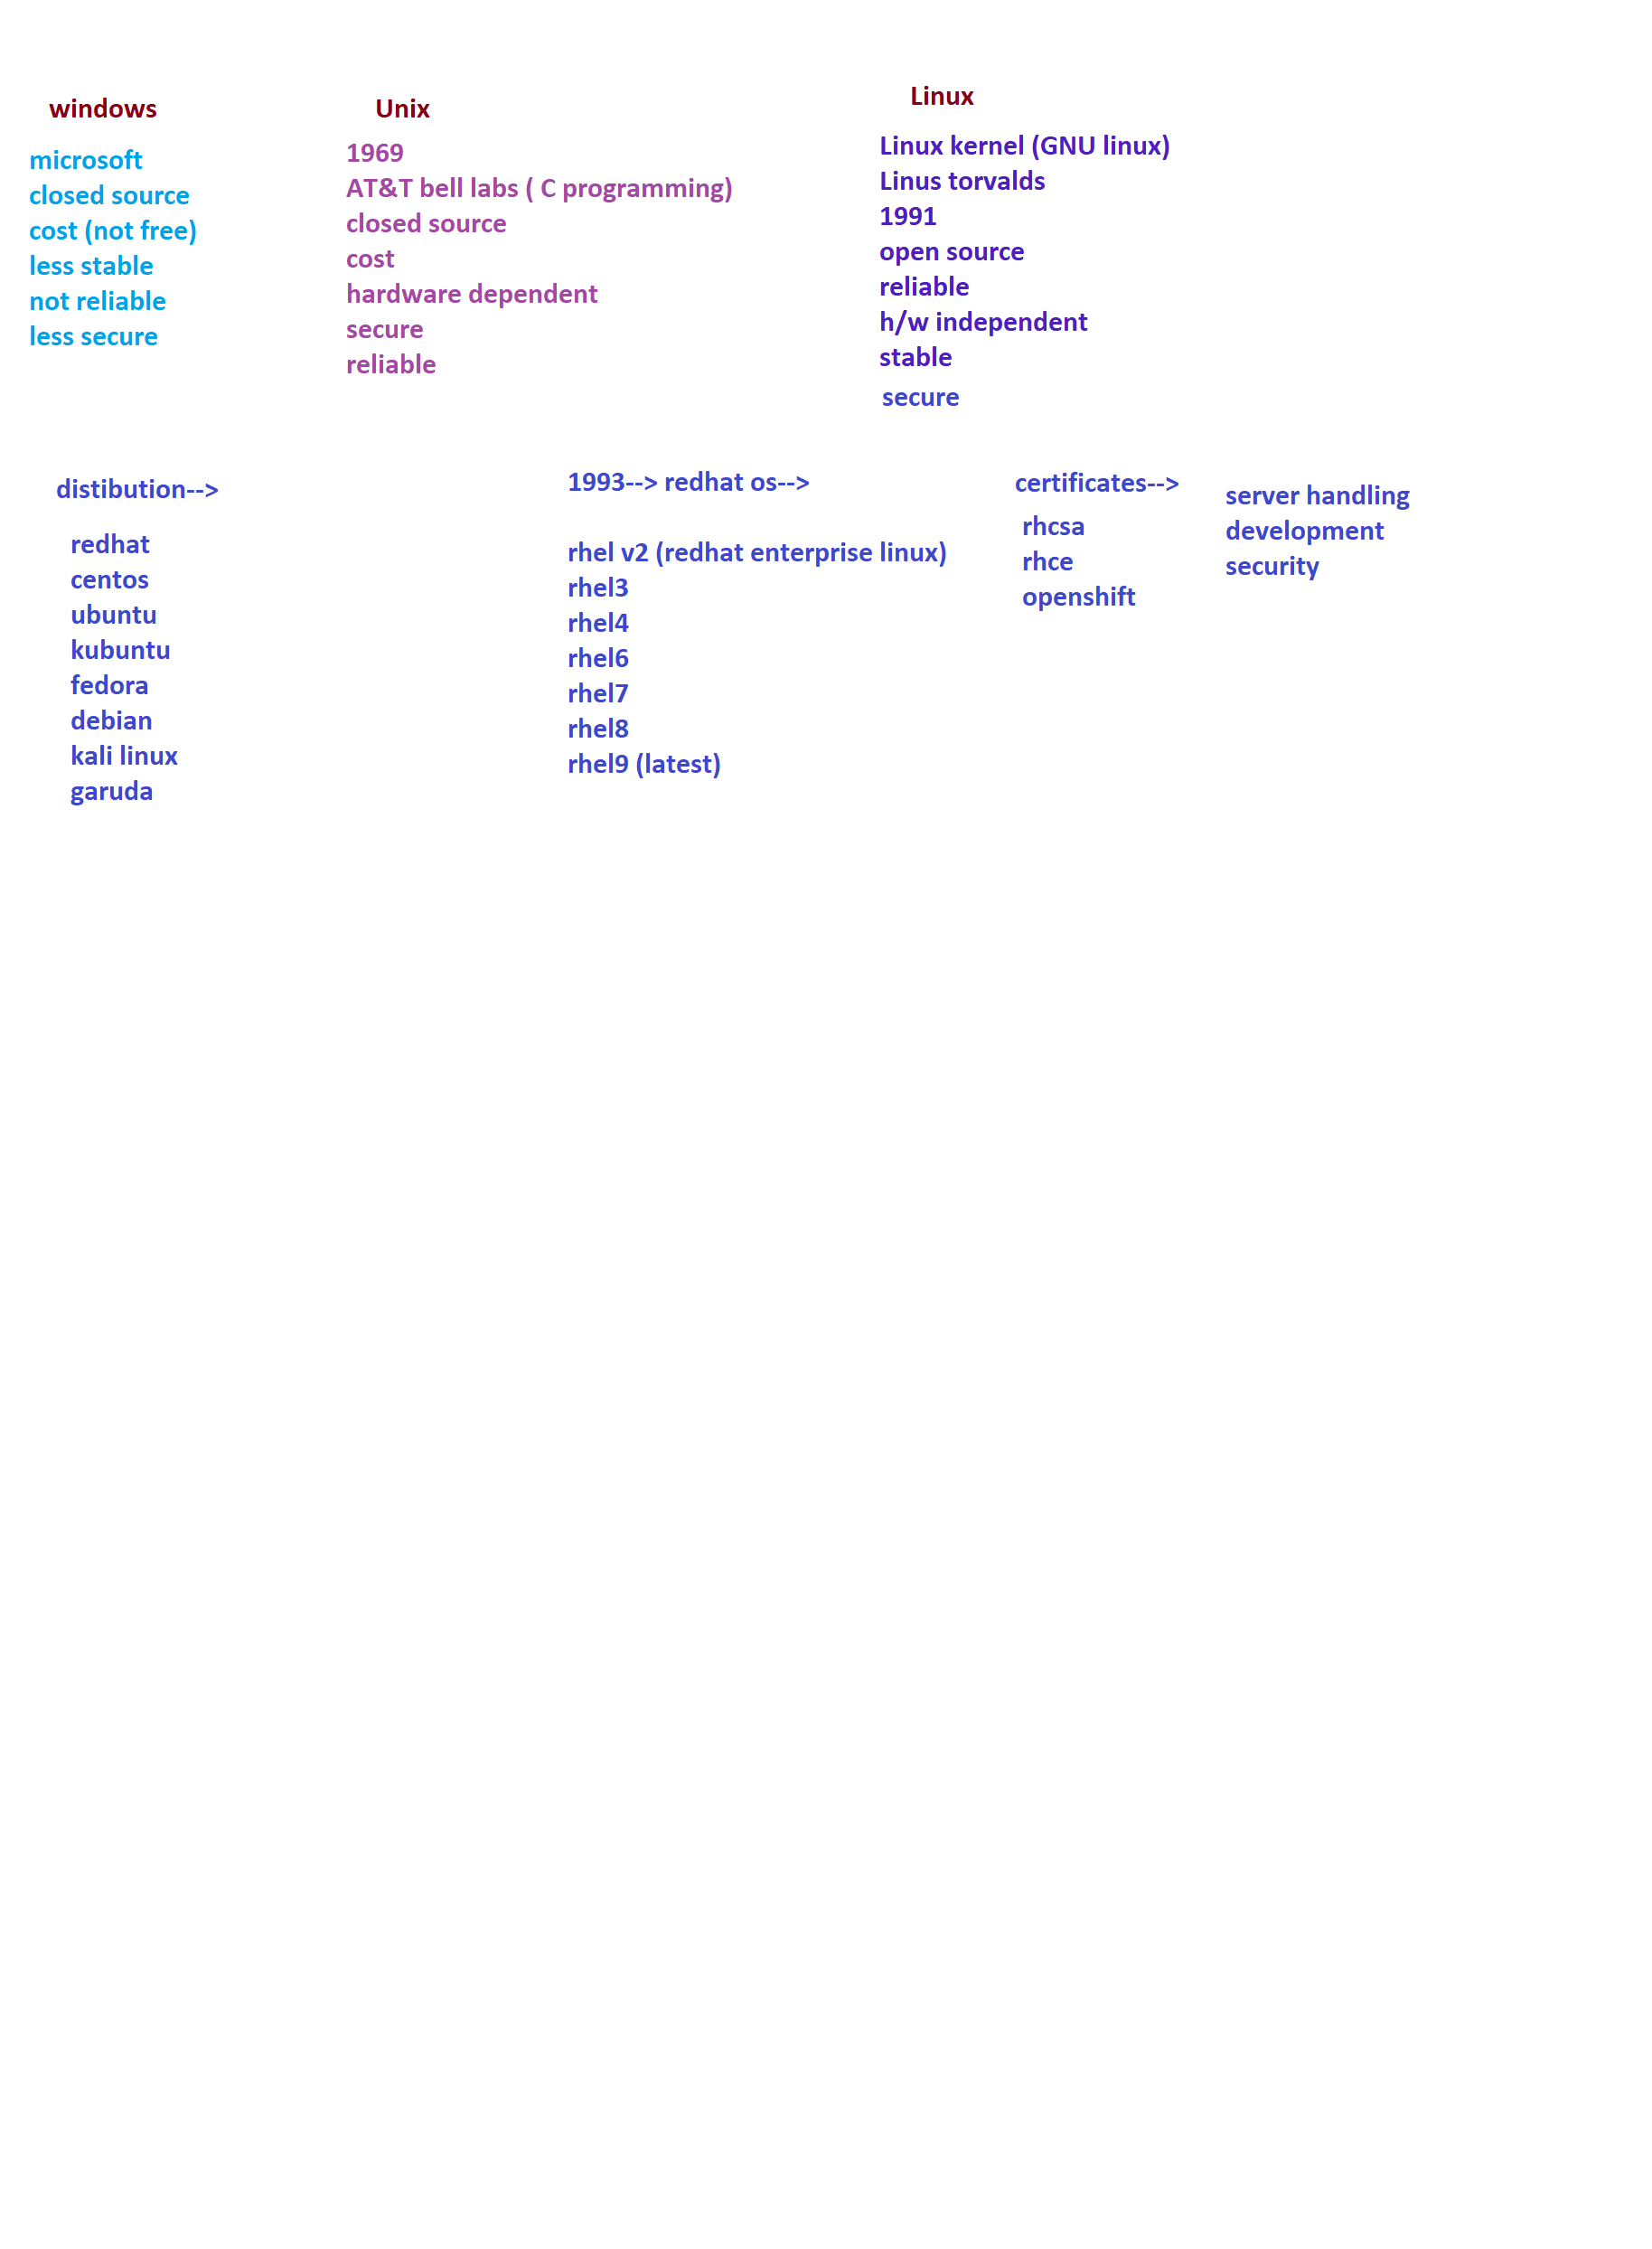 windows
microsoft
closed source
cost (not free)
less stable
not reliable
less secure
Unix
1969
AT&T bell labs ( C programming)
closed source
cost
hardware dependent
secure
reliable
Linux
Linux kernel (GNU linux)
Linus torvalds
1991
open source
reliable
h/w independent
stable
secure
distibution-->
redhat
centos
ubuntu
kubuntu
fedora
debian
kali linux
garuda
1993--> redhat os-->
rhel v2 (redhat enterprise linux)
rhel3
rhel4
rhel6
rhel7
rhel8
rhel9 (latest)
certificates-->
rhcsa
rhce
openshift
server handling
development
security